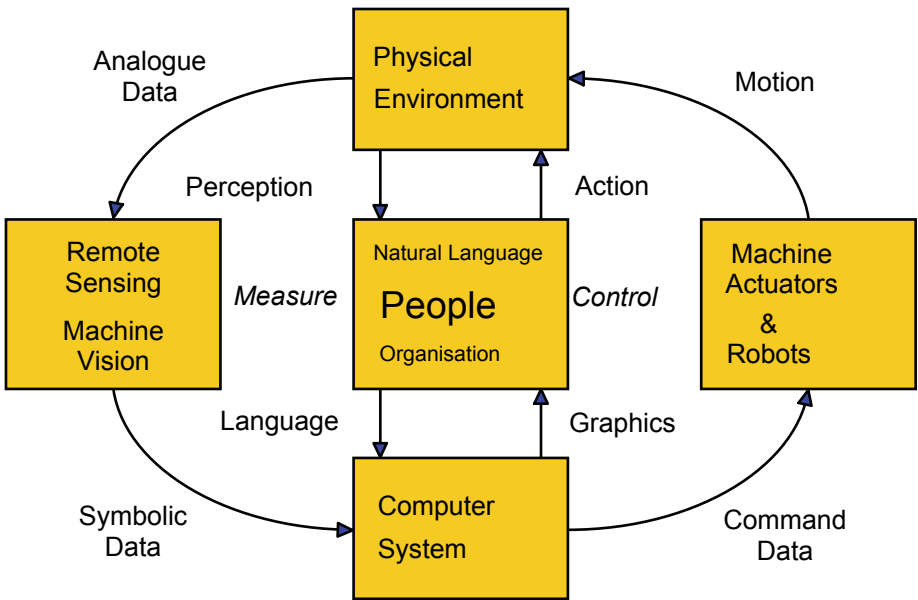 Analogue
Data
Physical
Environment
Motion
Perception
Action
Remote
Sensing
Machine
Vision
Measure
Natural Language
People
Organisation
Control
Machine
Actuators
&
Robots
Language
Graphics
Symbolic
Data
Computer
System
Command
Data